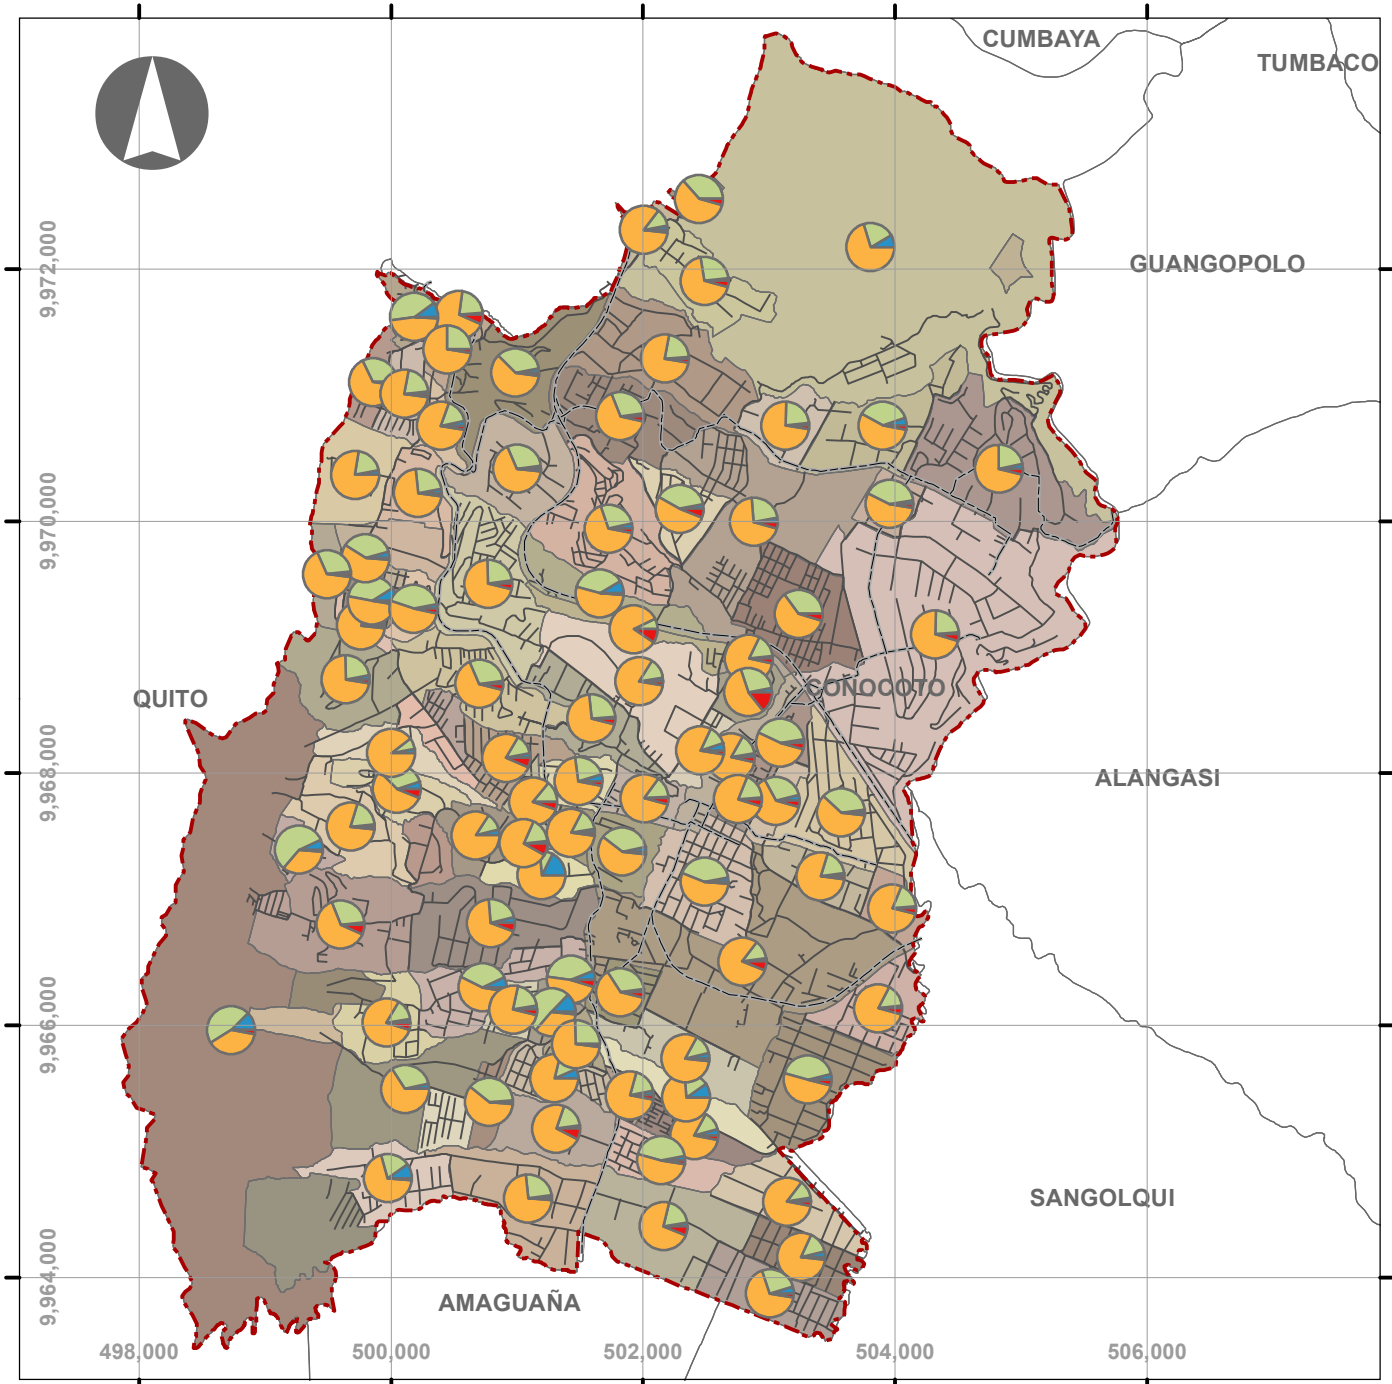 CUMBAYA
TUMBACO
9,972,000
GUANGOPOLO
9,970,000
CONOCOTO
QUITO
9,968,000
ALANGASI
9,966,000
SANGOLQUI
9,964,000
AMAGUAÑA
498,000 500,000 502,000 504,000 506,000